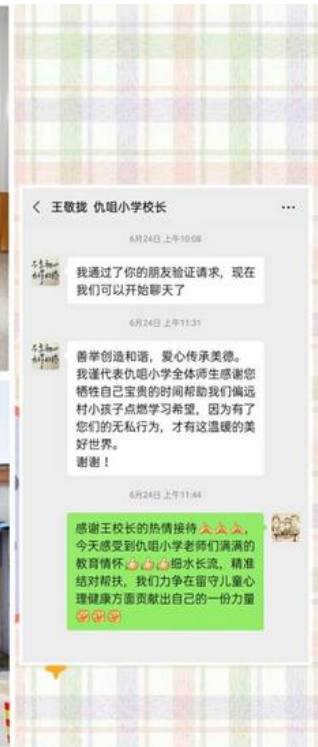 王敬拢 仇咀小学校长
6月24日 上午10:08
我通过了你的朋友验证请求，现在
我们可以开始聊天了
6月24日 上午11:31
善举创造和谐，爱心传承美德。
我谨代表仇咀小学全体师生感谢您
牺牲自己宝贵的时间帮助我们偏远
村小孩子点燃学习希望，因为有了
您们的无私行为，才有这温暖的美
好世界。
谢谢！
6月24日 上午11:44
感谢王校长的热情接待🙏🙏🙏，
今天感受到仇咀小学老师们满满的
教育情怀👍👍👍细水长流，精准
结对帮扶，我们力争在留守儿童心
理健康方面贡献出自己的一份力量
✊✊✊